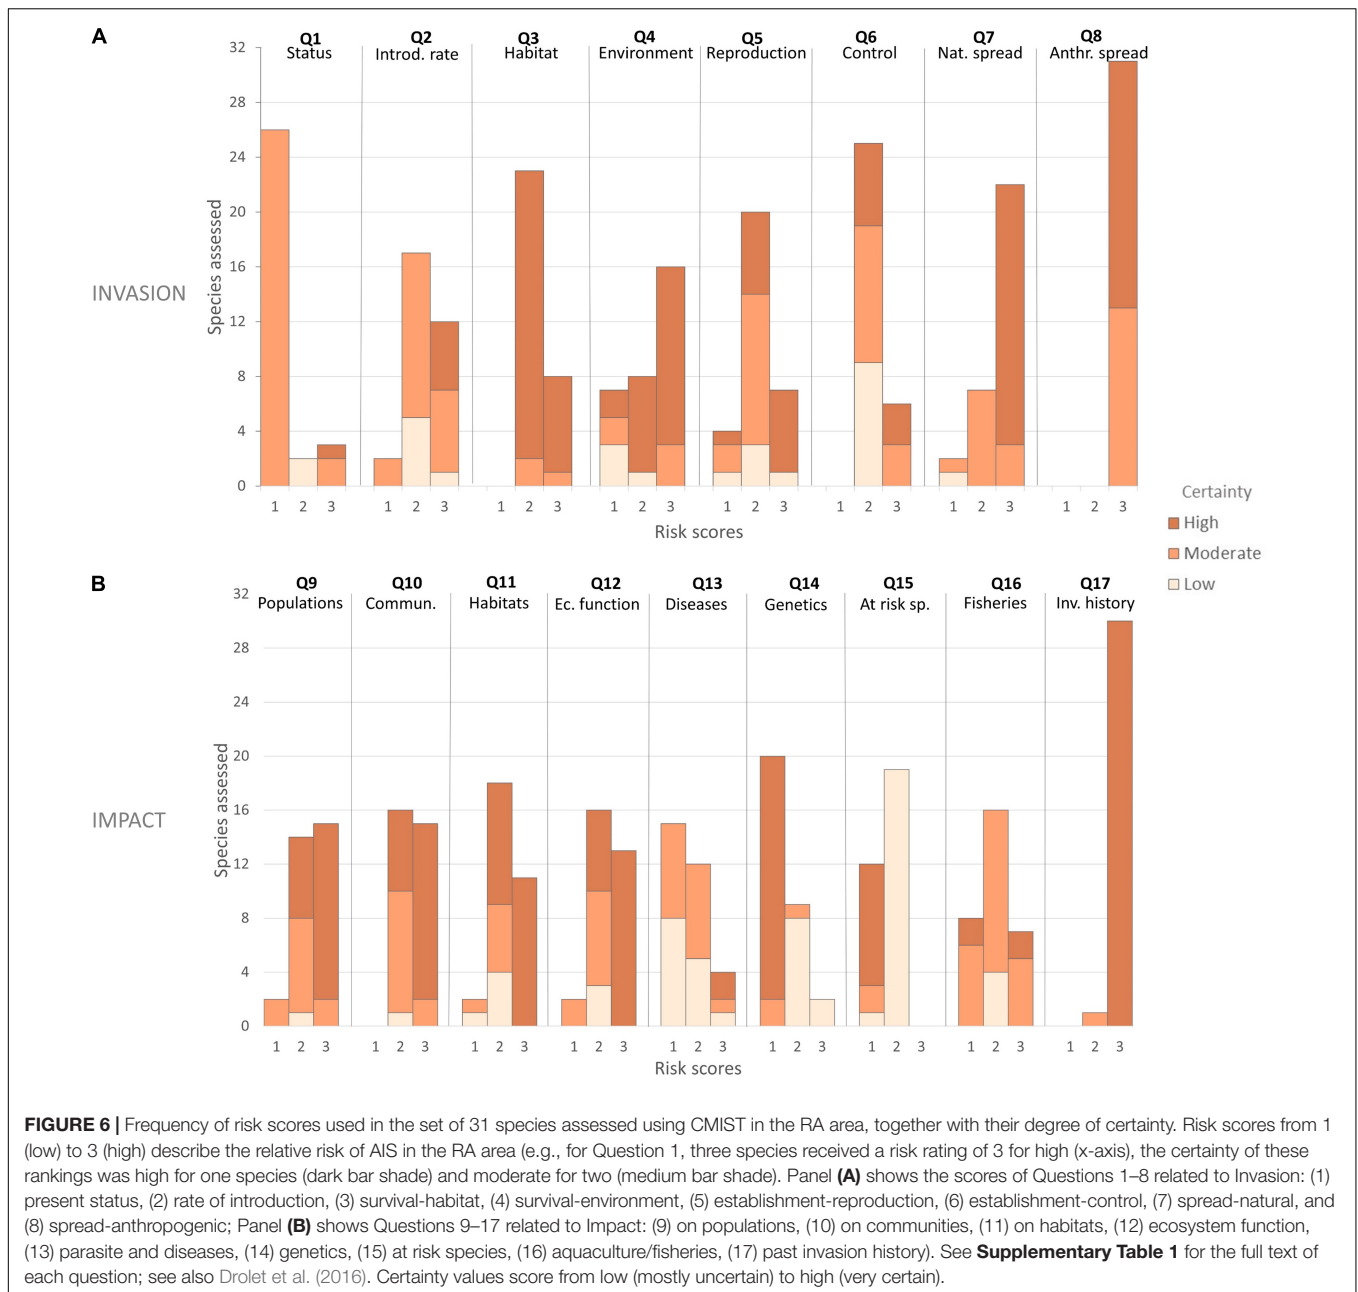 A
Q1 Q2 Q3 Q4 Q5 Q6 Q7 Q8
Status Introd. rate Habitat Environment Reproduction Control Nat. spread Anthr. spread
32
28
24
20
16
12
8
4
0
Species assessed
INVASION
1 2 3 1 2 3 1 2 3 1 2 3 1 2 3 1 2 3 1 2 3 1 2 3
Risk scores
Certainty
High
Moderate
Low
B
Q9 Q10 Q11 Q12 Q13 Q14 Q15 Q16 Q17
Populations Commun. Habitats Ec. function Diseases Genetics At risk sp. Fisheries Inv. history
32
28
24
20
16
12
8
4
0
Species assessed
IMPACT
1 2 3 1 2 3 1 2 3 1 2 3 1 2 3 1 2 3 1 2 3 1 2 3 1 2 3
Risk scores
FIGURE 6 | Frequency of risk scores used in the set of 31 species assessed using CMIST in the RA area, together with their degree of certainty. Risk scores from 1
(low) to 3 (high) describe the relative risk of AIS in the RA area (e.g., for Question 1, three species received a risk rating of 3 for high (x-axis), the certainty of these
rankings was high for one species (dark bar shade) and moderate for two (medium bar shade). Panel (A) shows the scores of Questions 1–8 related to Invasion: (1)
present status, (2) rate of introduction, (3) survival-habitat, (4) survival-environment, (5) establishment-reproduction, (6) establishment-control, (7) spread-natural, and
(8) spread-anthropogenic; Panel (B) shows Questions 9–17 related to Impact: (9) on populations, (10) on communities, (11) on habitats, (12) ecosystem function,
(13) parasite and diseases, (14) genetics, (15) at risk species, (16) aquaculture/fisheries, (17) past invasion history). See Supplementary Table 1 for the full text of
each question; see also Drolet et al. (2016). Certainty values score from low (mostly uncertain) to high (very certain).